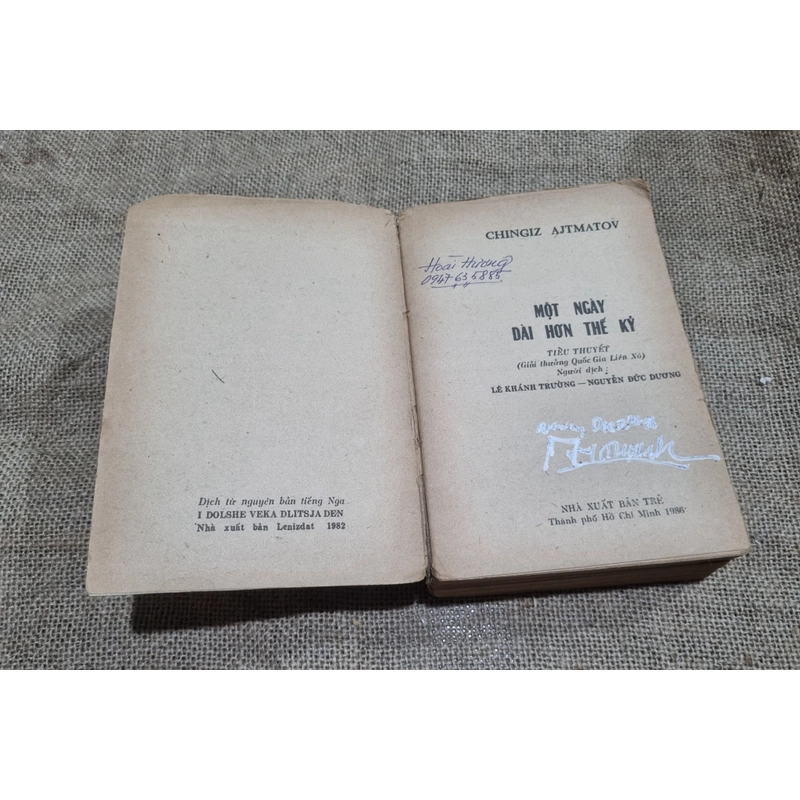 Dịch từ nguyên bản tiếng Nga
I DOLSHE VEKA DLITSJA DEN
Nhà xuất bản Lenizdat 1982
CHINGIZ AJTMATOV
Hoài Hương
0947 63 5885
MỘT NGÀY
DÀI HƠN THẾ KỶ
TIỂU THUYẾT
(Giải thưởng Quốc Gia Liên Xô)
Người dịch :
LÊ KHÁNH TRƯỜNG — NGUYỄN ĐỨC DƯƠNG
NHÀ XUẤT BẢN TRẺ
Thành phố Hồ Chí Minh 1986